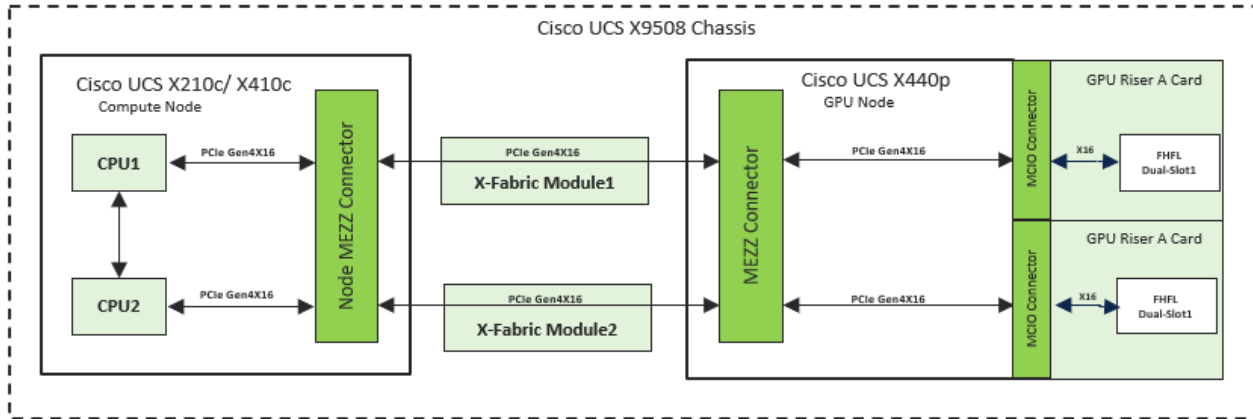 Cisco UCS X9508 Chassis
Cisco UCS X210c/ X410c
Compute Node
CPU1
PCIe Gen4X16
CPU2
PCIe Gen4X16
Node MEZZ Connector
PCIe Gen4X16
X-Fabric Module1
PCIe Gen4X16
X-Fabric Module2
Cisco UCS X440p
GPU Node
MEZZ Connector
PCIe Gen4X16
PCIe Gen4X16
MCIO Connector
GPU Riser A Card
X16
FHFL
Dual-Slot1
MCIO Connector
GPU Riser A Card
X16
FHFL
Dual-Slot1